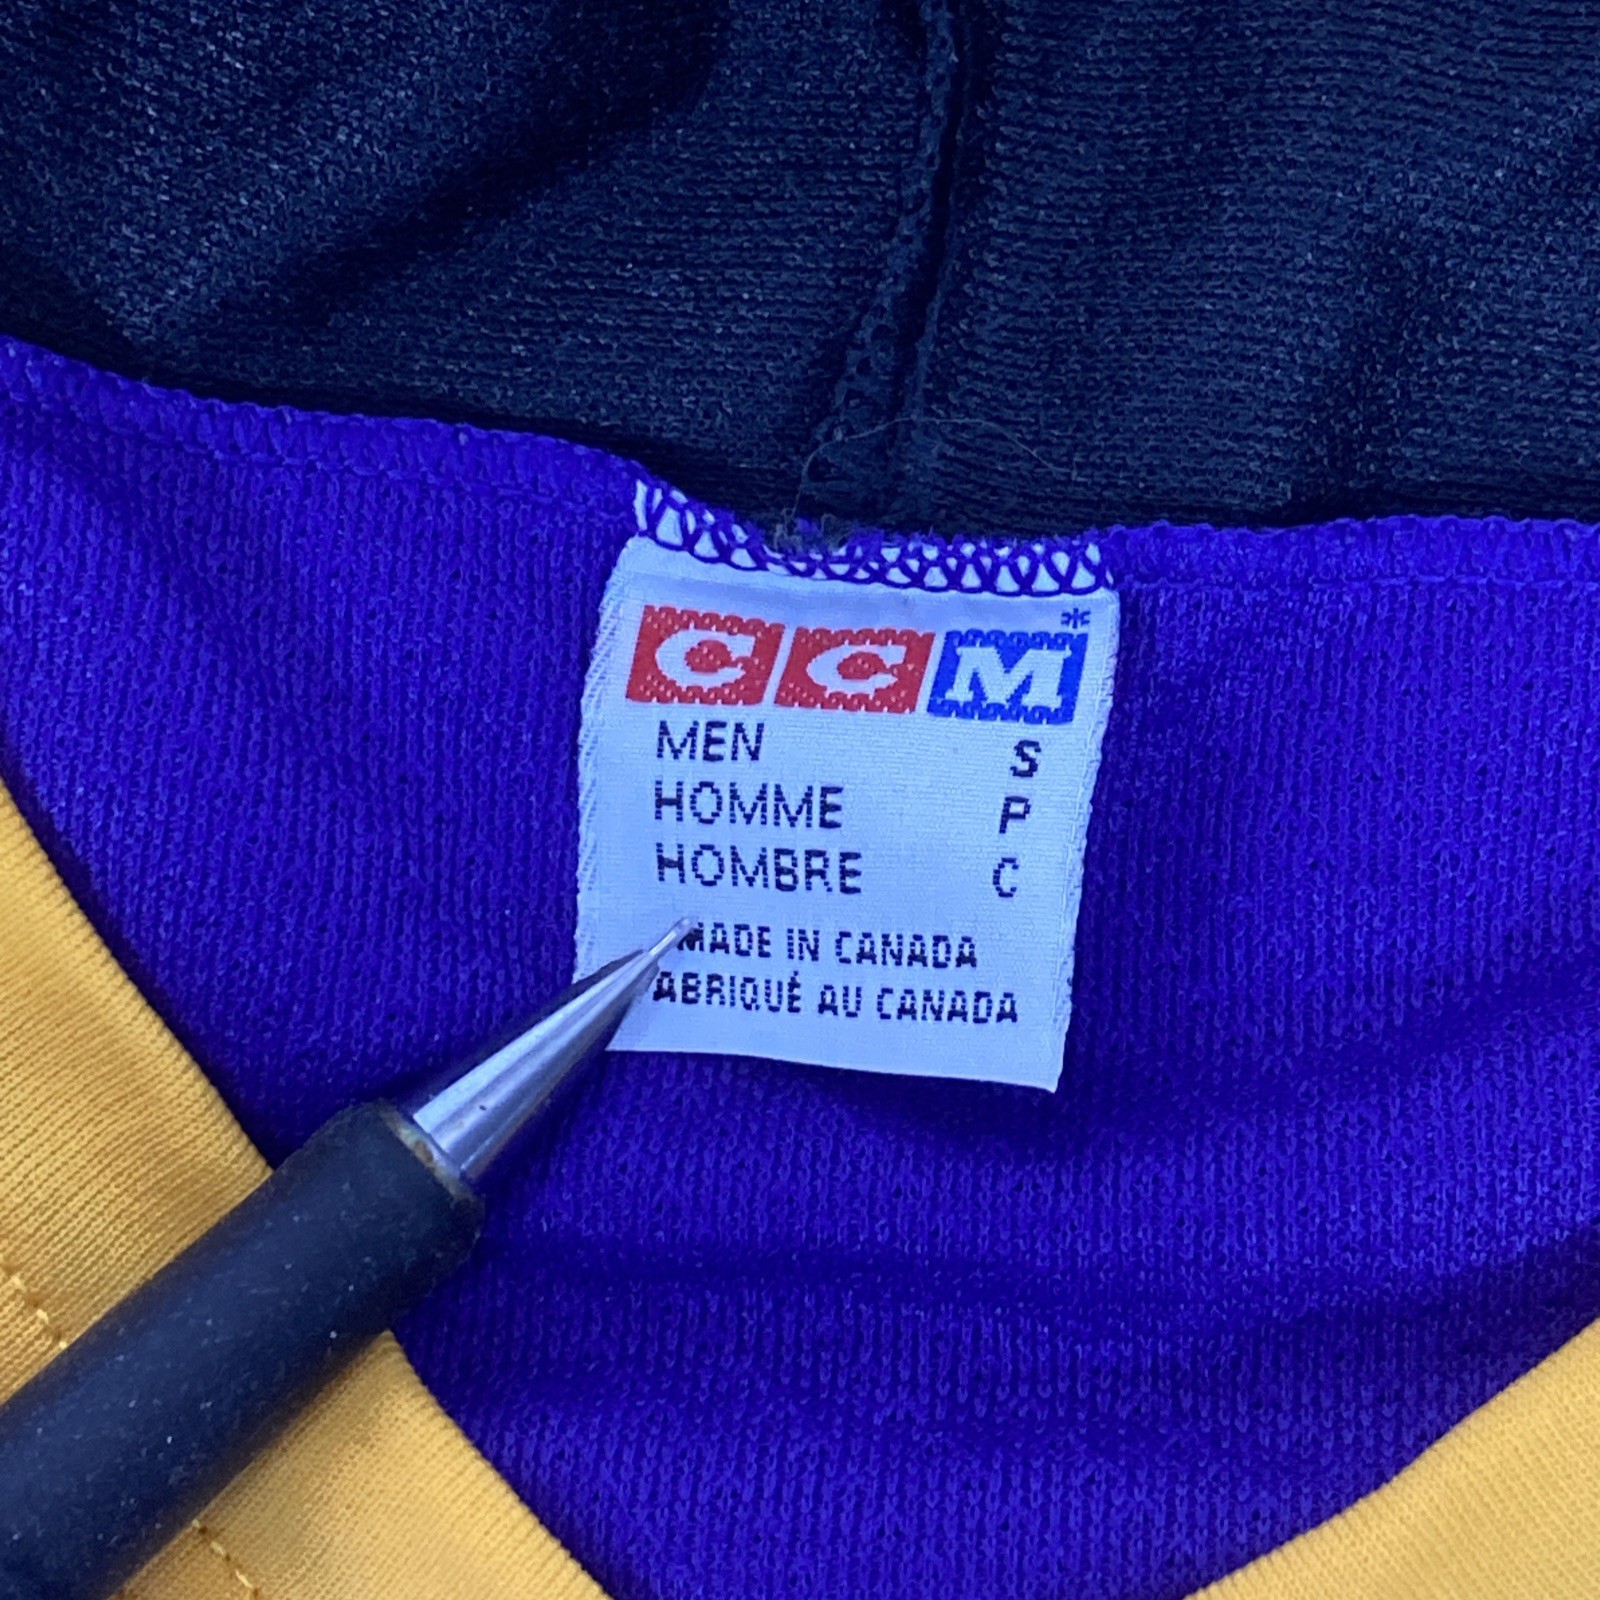 CCM*
MEN S
HOMME P
HOMBRE C
MADE IN CANADA
ABRIQUÉ AU CANADA